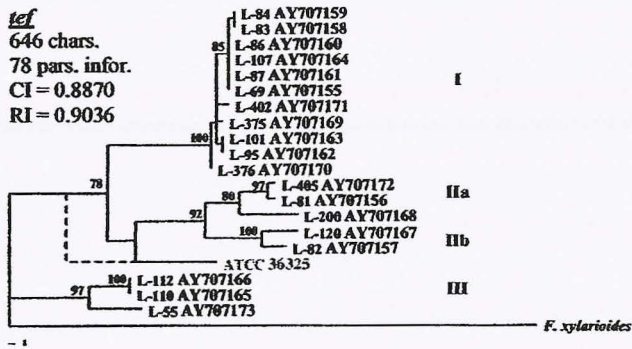 tef
646 chars.
78 pars. infor.
CI = 0.8870
RI = 0.9036
L-84 AY707159
L-83 AY707158
85
L-86 AY707160
L-107 AY707164
L-87 AY707161
I
L-69 AY707155
L-402 AY707171
L-375 AY707169
100
L-101 AY707163
L-95 AY707162
L-376 AY707170
78
97
L-405 AY707172
80
L-81 AY707156
IIa
92
L-200 AY707168
100
L-120 AY707167
IIb
L-82 AY707157
ATCC 36325
100
L-112 AY707166
97
L-110 AY707165
III
L-55 AY707173
F. xylarioides
1